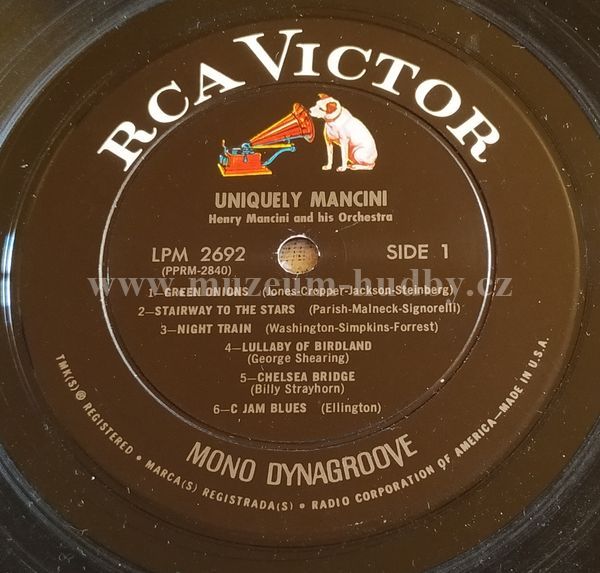 RCA VICTOR
UNIQUELY MANCINI
Henry Mancini and his Orchestra
LPM 2692 SIDE 1
(PPRM-2840)
www.muzeum-hudby.cz
1—GREEN ONIONS (Jones-Cropper-Jackson-Steinberg)
2—STAIRWAY TO THE STARS (Parish-Malneck-Signorelli)
3—NIGHT TRAIN (Washington-Simpkins-Forrest)
4—LULLABY OF BIRDLAND
(George Shearing)
5—CHELSEA BRIDGE
(Billy Strayhorn)
6—C JAM BLUES (Ellington)
MONO DYNAGROOVE
TMK(S)® REGISTERED • MARCA(S) REGISTRADA(S) • RADIO CORPORATION OF AMERICA—MADE IN U.S.A.